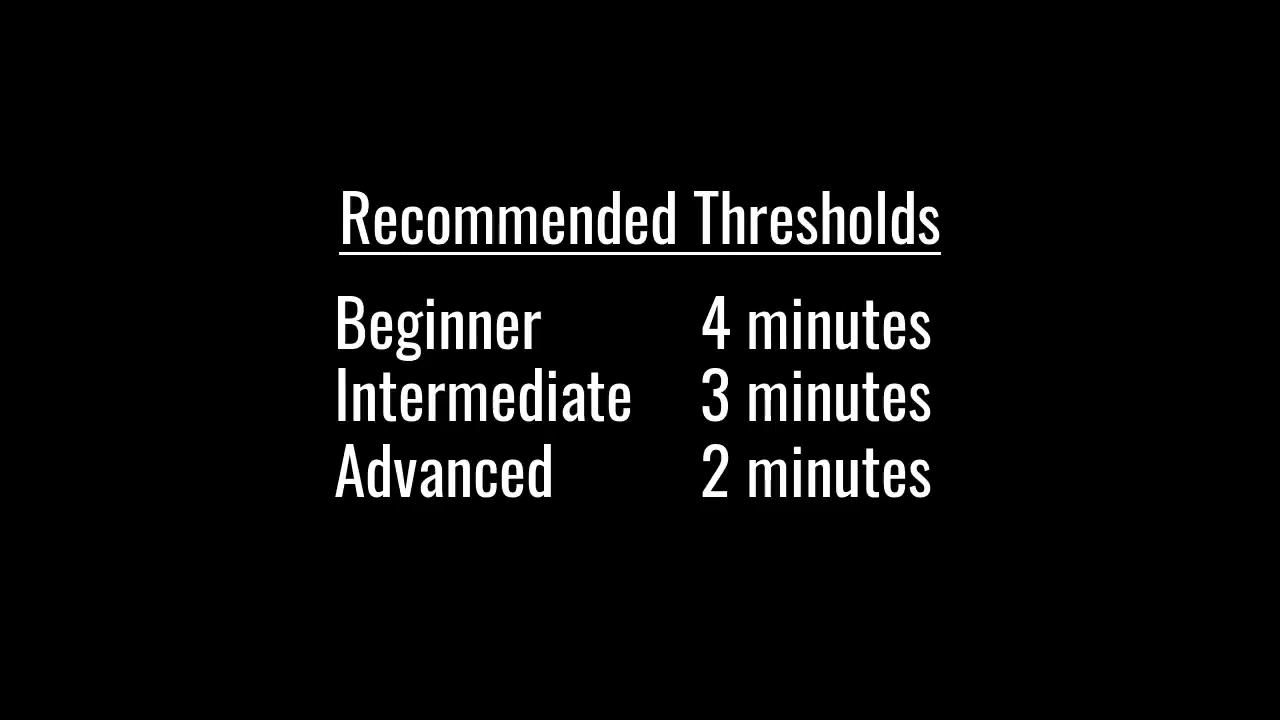 Recommended Thresholds
Beginner 4 minutes
Intermediate 3 minutes
Advanced 2 minutes